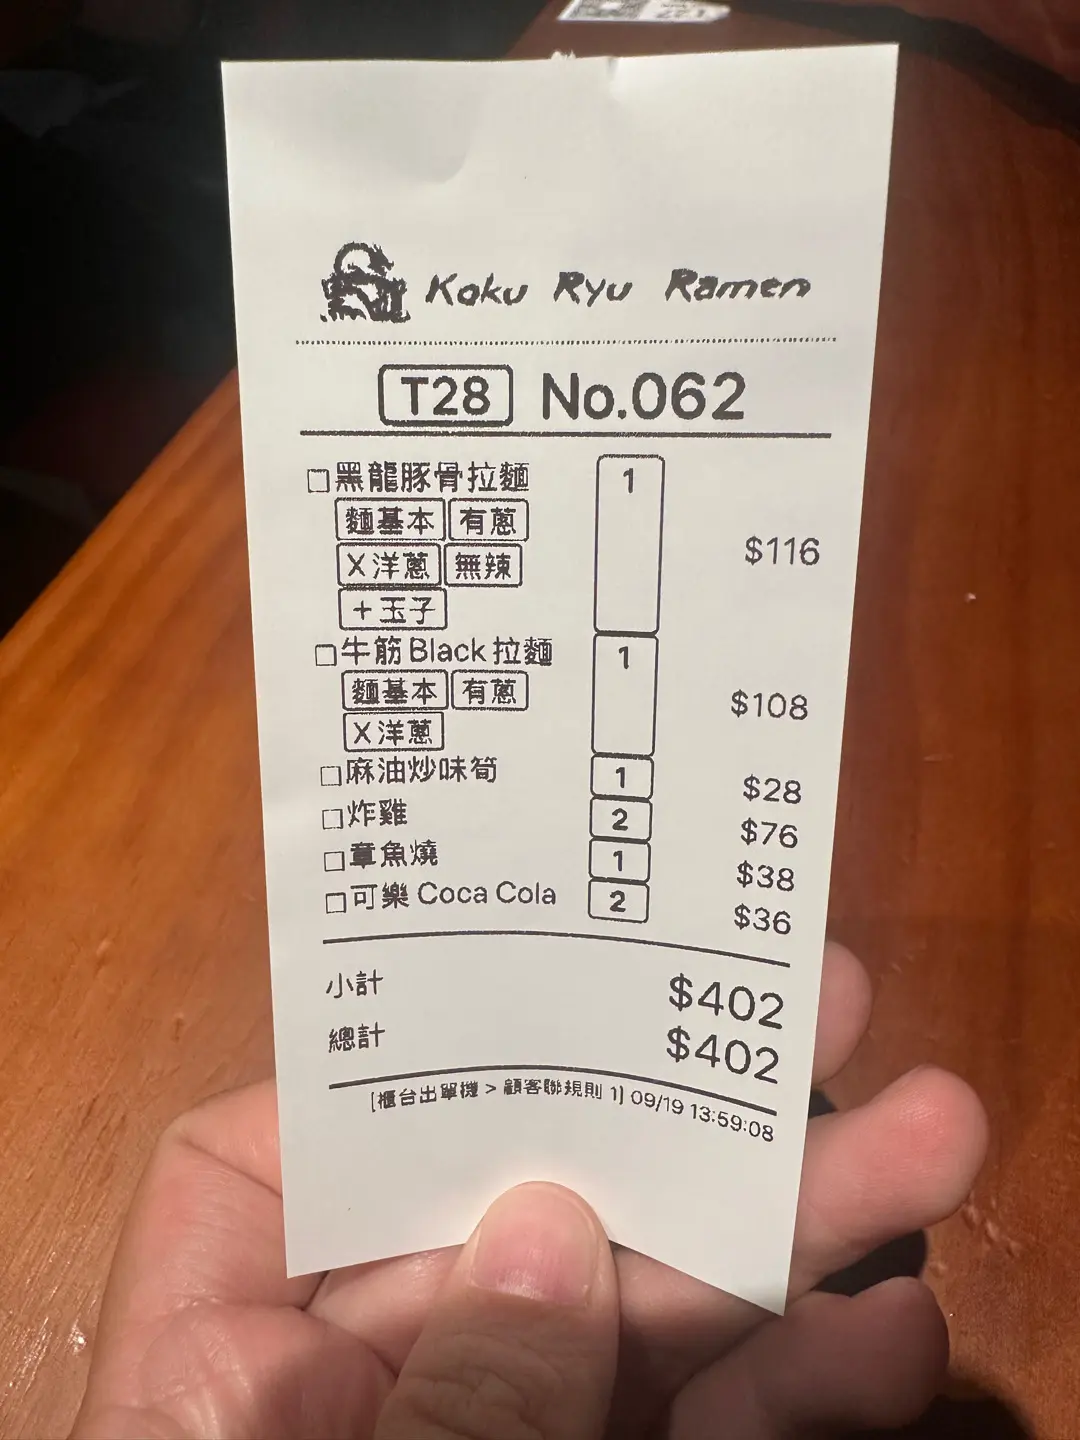 Koku Ryu Ramen
T28 No.062
□黑龍豚骨拉麵 1 $116
麵基本 有蔥
X洋蔥 無辣
+玉子
□牛筋Black拉麵 1 $108
麵基本 有蔥
X洋蔥
□麻油炒味筍 1 $28
□炸雞 2 $76
□章魚燒 1 $38
□可樂 Coca Cola 2 $36
小計 $402
總計 $402
[櫃台出單機 > 顧客聯規則 1] 09/19 13:59:08